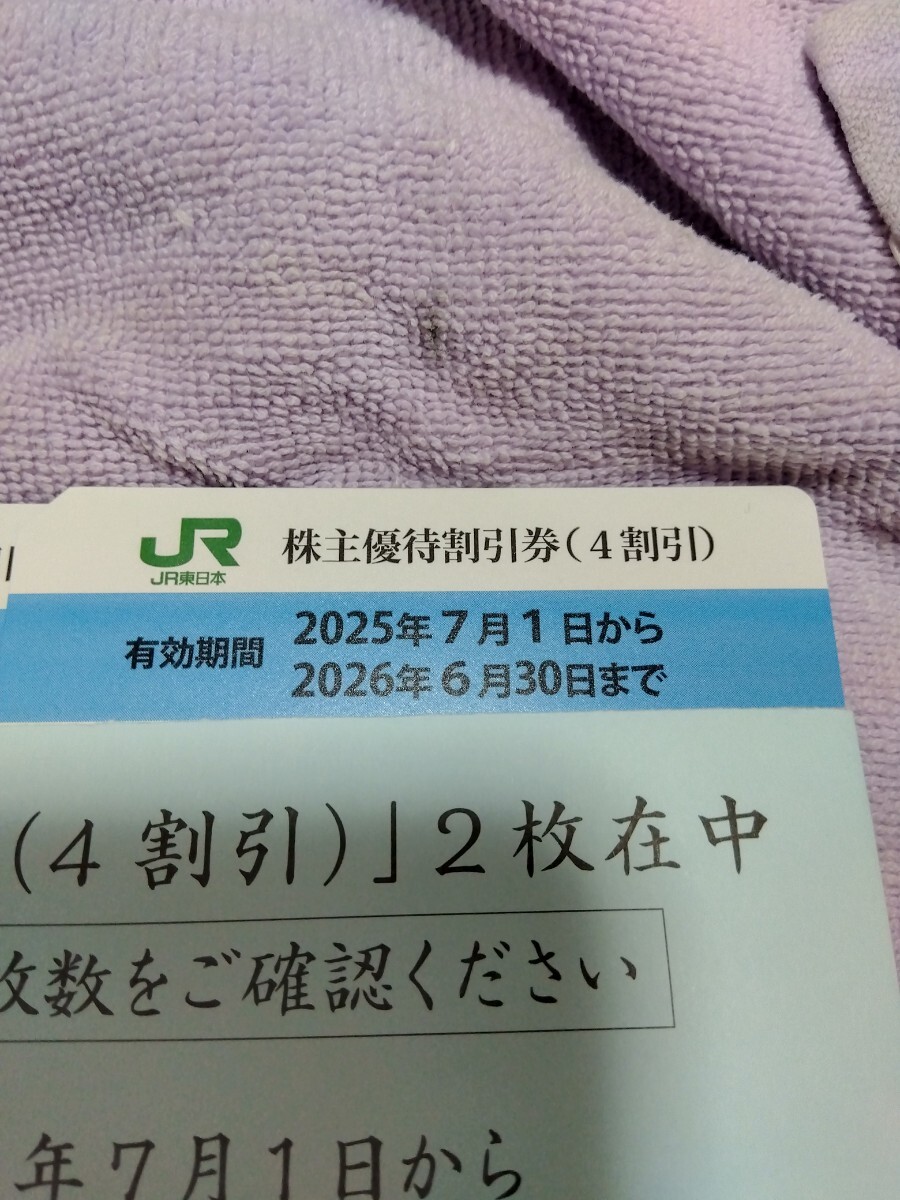 JR 株主優待割引券(4割引)
JR東日本
有効期間 2025年7月1日から
2026年6月30日まで
(4割引)」2枚在中
枚数をご確認ください
年7月1日から